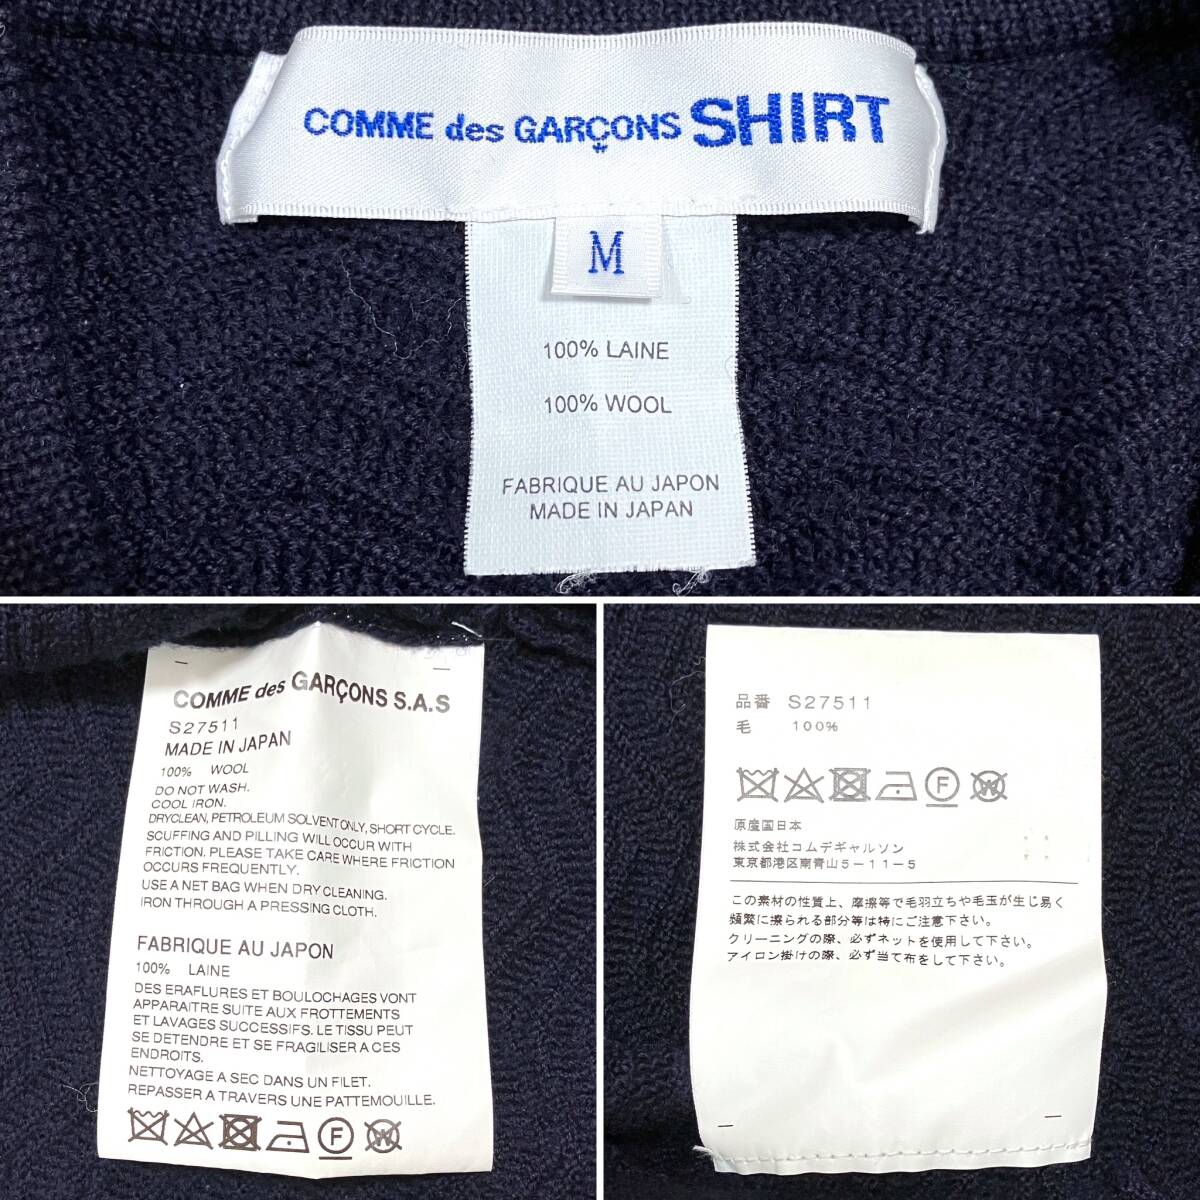 COMME des GARÇONS SHIRT
M
100% LAINE
100% WOOL
FABRIQUE AU JAPON
MADE IN JAPAN
COMME des GARÇONS S.A.S
S27511
MADE IN JAPAN
100% WOOL
DO NOT WASH.
COOL IRON.
DRYCLEAN, PETROLEUM SOLVENT ONLY, SHORT CYCLE.
SCUFFING AND PILLING WILL OCCUR WITH
FRICTION. PLEASE TAKE CARE WHERE FRICTION
OCCURS FREQUENTLY.
USE A NET BAG WHEN DRY CLEANING.
IRON THROUGH A PRESSING CLOTH.
FABRIQUE AU JAPON
100% LAINE
DES ERAFLURES ET BOULOCHAGES VONT
APPARAITRE SUITE AUX FROTTEMENTS
ET LAVAGES SUCCESSIFS. LE TISSU PEUT
SE DETENDRE ET SE FRAGILISER A CES
ENDROITS.
NETTOYAGE A SEC DANS UN FILET.
REPASSER A TRAVERS UNE PATTEMOUILLE.
F W
品番 S27511
毛 100%
F W
原産国日本
株式会社コムデギャルソン
東京都港区南青山5-11-5
この素材の性質上、摩擦等で毛羽立ちや毛玉が生じ易く
頻繁に擦られる部分等は特にご注意下さい。
クリーニングの際、必ずネットを使用して下さい。
アイロン掛けの際、必ず当て布をして下さい。